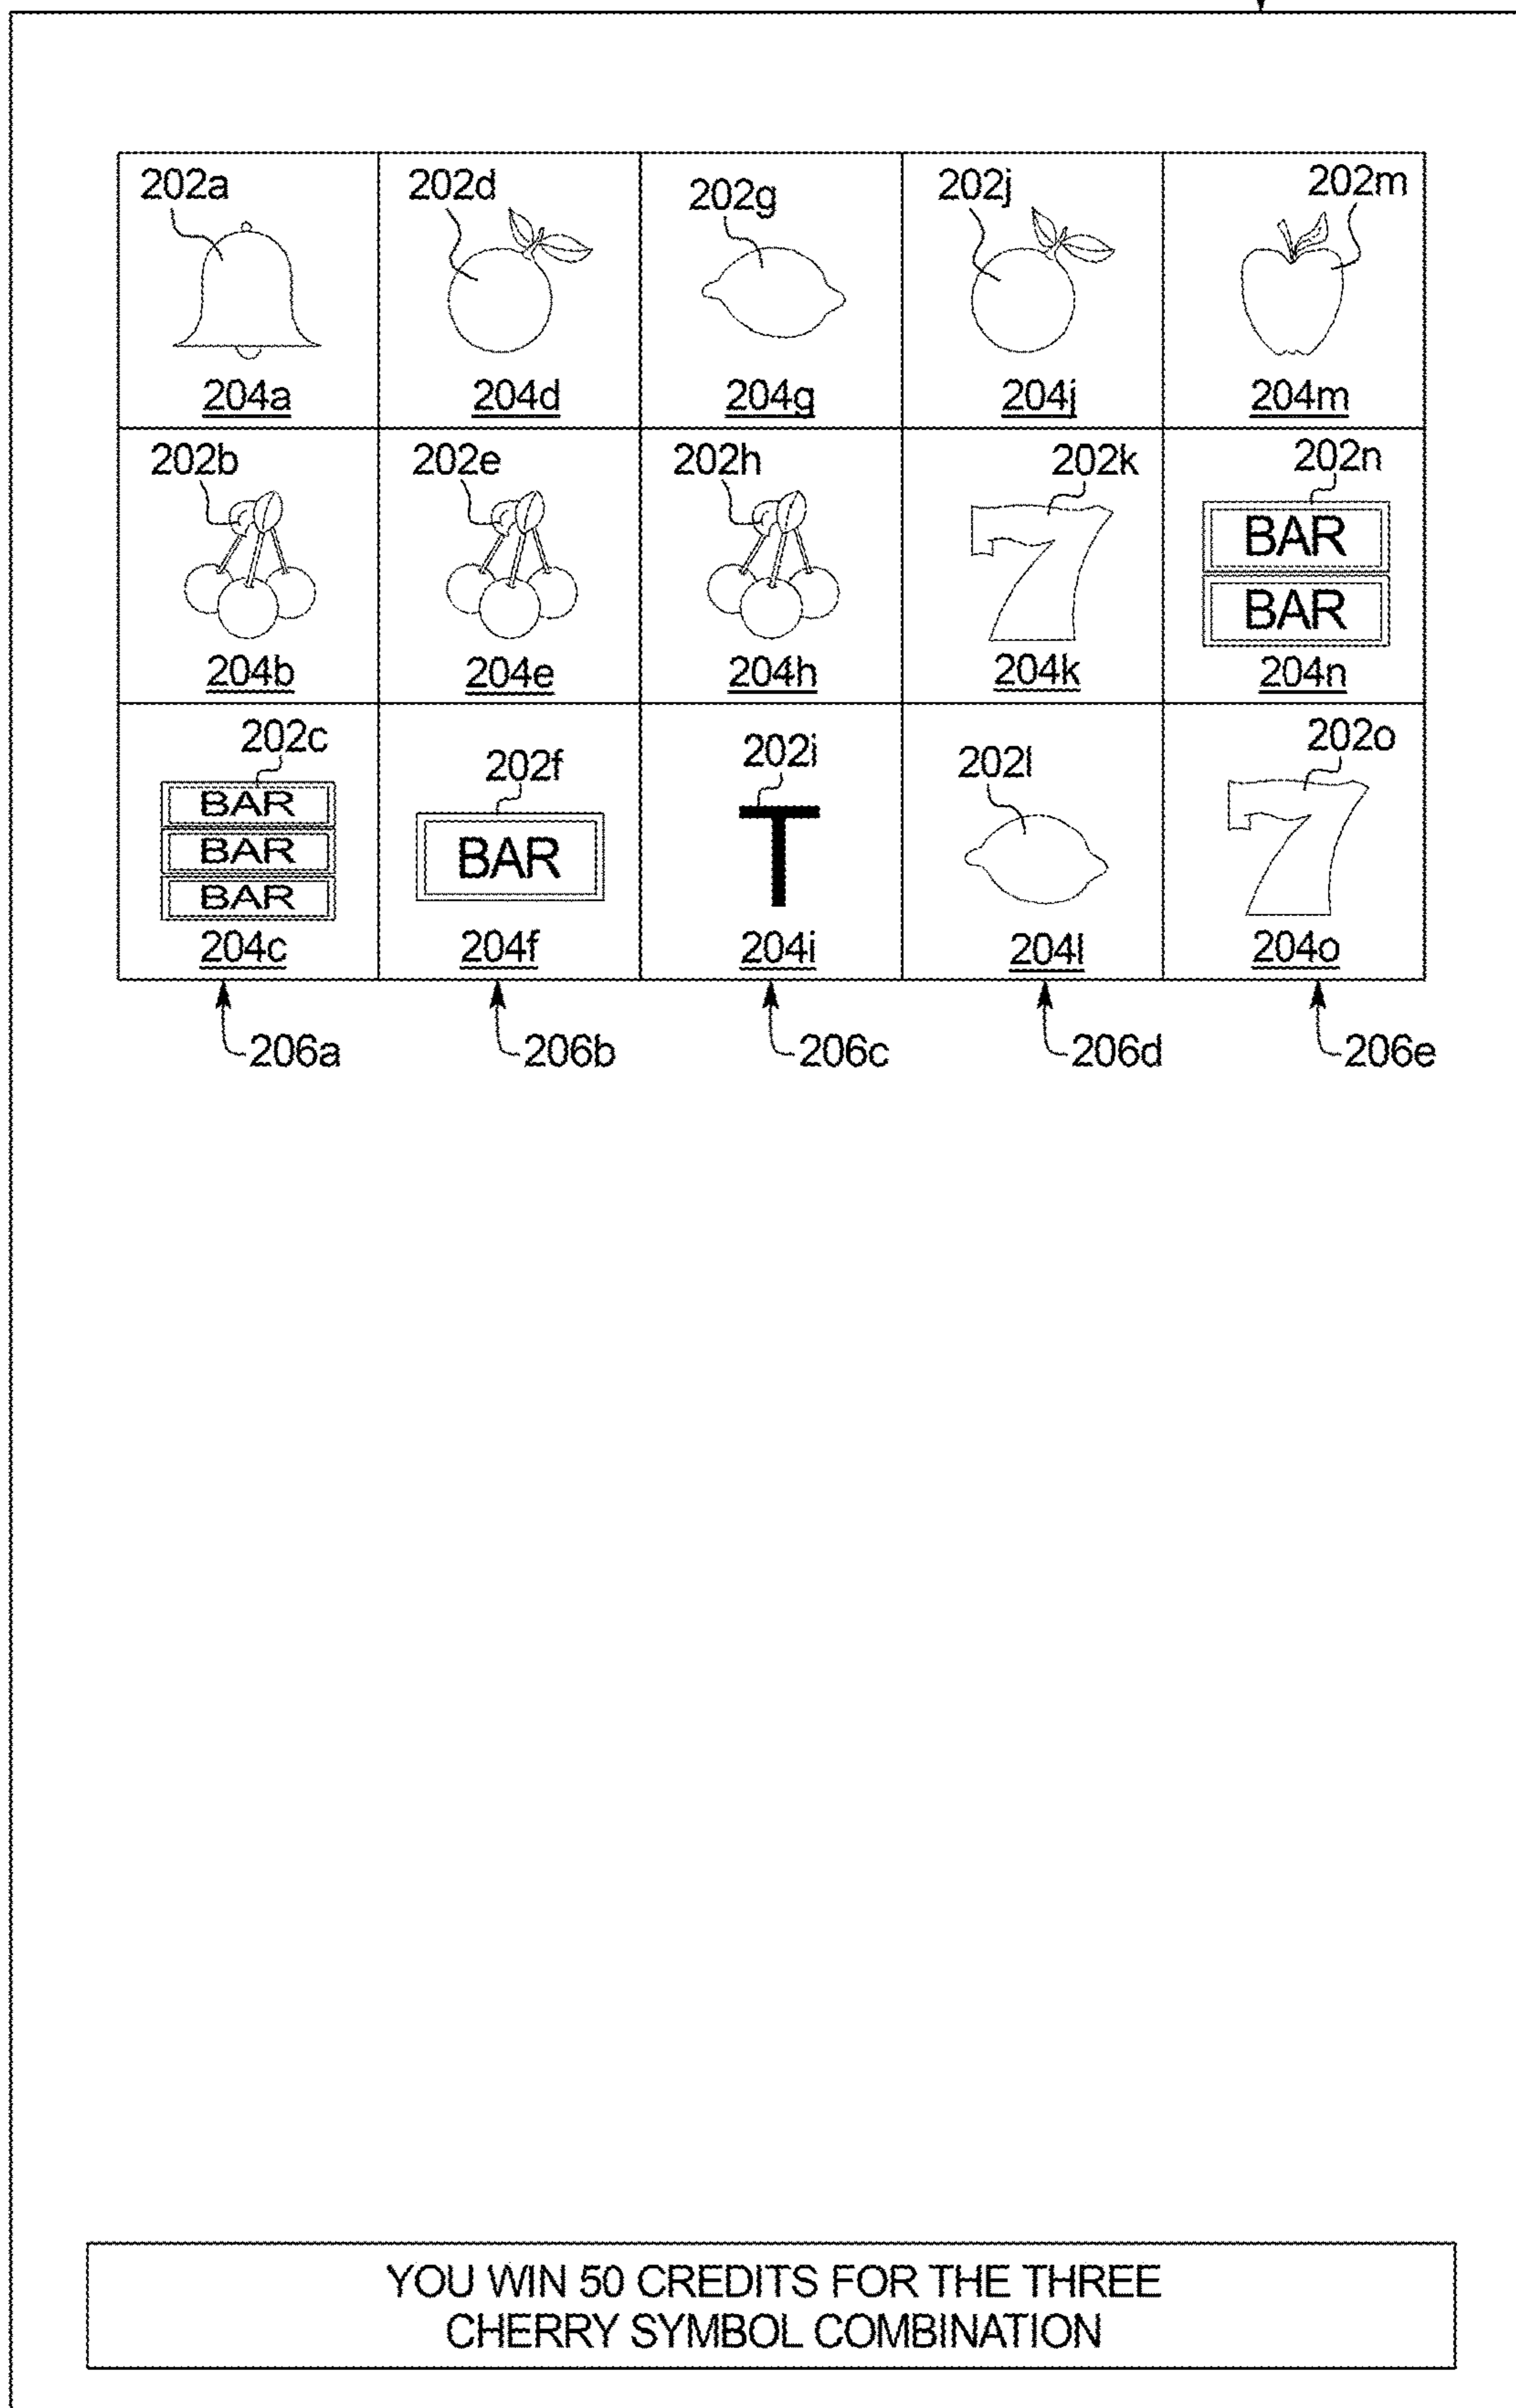 202a 202d 202g 202j 202m
204a 204d 204g 204j 204m
202b 202e 202h 202k 202n
7 BAR
BAR
204b 204e 204h 204k 204n
202c 202f 202i 202l 202o
BAR BAR T 7
BAR
BAR
204c 204f 204i 204l 204o
206a 206b 206c 206d 206e
YOU WIN 50 CREDITS FOR THE THREE
CHERRY SYMBOL COMBINATION